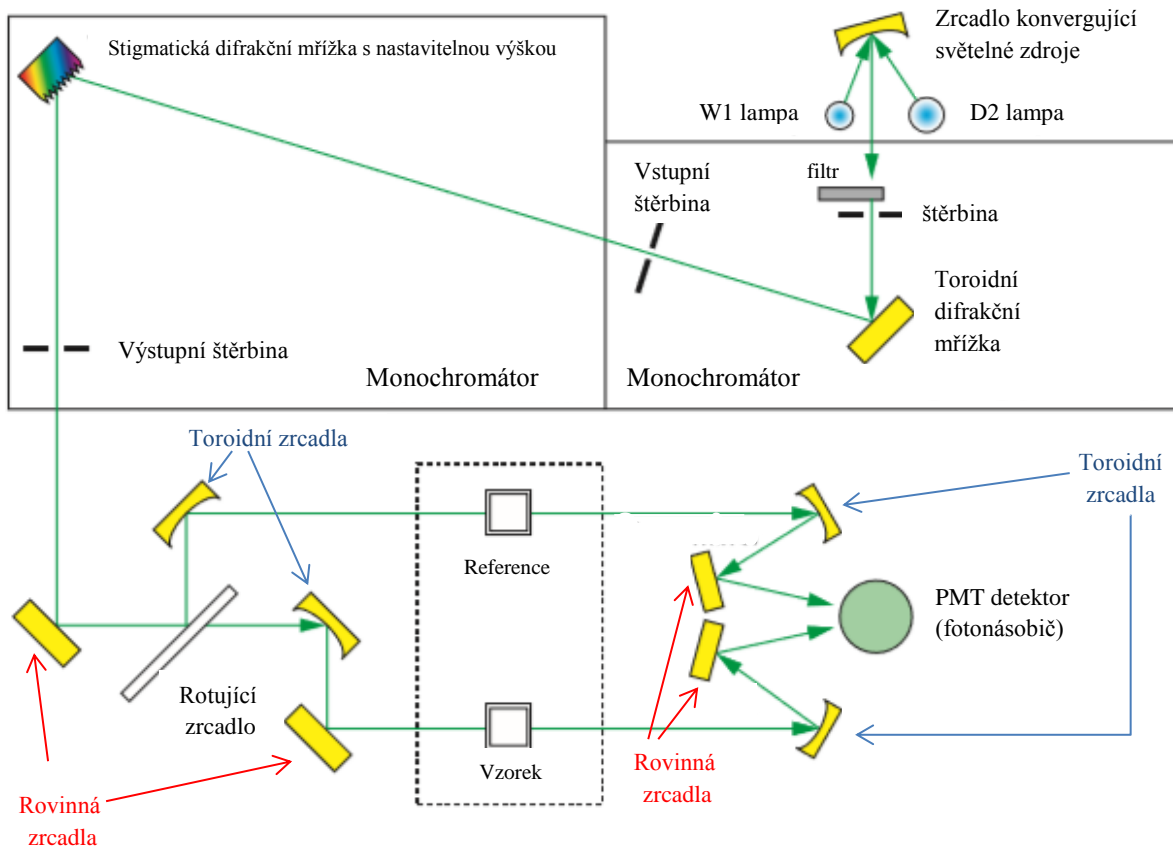 Stigmatická difrakční mřížka s nastavitelnou výškou
Zrcadlo konvergující
světelné zdroje
W1 lampa
D2 lampa
Vstupní
štěrbina
filtr
štěrbina
Toroidní
difrakční
mřížka
Výstupní štěrbina
Monochromátor
Monochromátor
Toroidní zrcadla
Toroidní
zrcadla
Reference
PMT detektor
(fotonásobič)
Rotující
zrcadlo
Vzorek
Rovinná
zrcadla
Rovinná
zrcadla